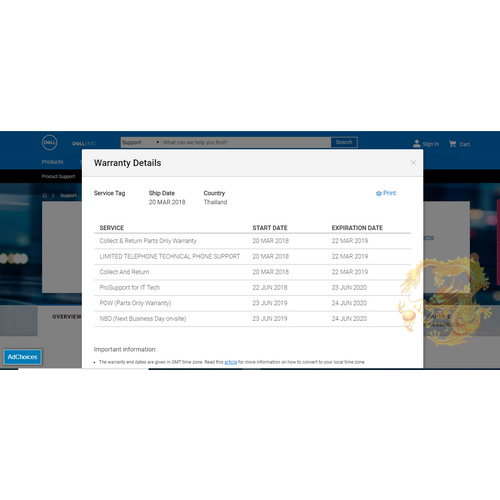 DELL
DELLEMC
Support
What can we help you find?
Search
Sign In
Cart
Products
Product Support
Support
Warranty Details
×
Service Tag Ship Date Country Print
20 MAR 2018 Thailand
SERVICE START DATE EXPIRATION DATE
Collect & Return Parts Only Warranty 20 MAR 2018 22 MAR 2019
LIMITED TELEPHONE TECHNICAL PHONE SUPPORT 20 MAR 2018 22 MAR 2019
Collect And Return 20 MAR 2018 22 MAR 2019
ProSupport for IT Tech 22 JUN 2018 23 JUN 2020
POW (Parts Only Warranty) 23 JUN 2019 24 JUN 2020
NBD (Next Business Day on-site) 23 JUN 2019 24 JUN 2020
OVERVIEW
Important information:
The warranty end dates are given in GMT time zone. Read this article for more information on how to convert to your local time zone.
AdChoices